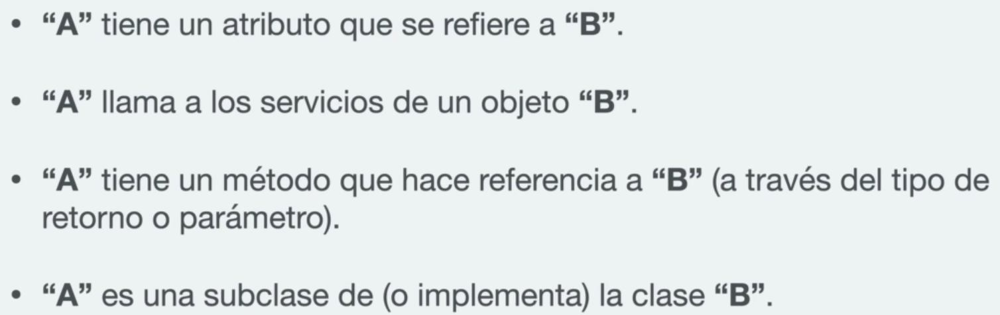 • “A” tiene un atributo que se refiere a “B”.
• “A” llama a los servicios de un objeto “B”.
• “A” tiene un método que hace referencia a “B” (a través del tipo de
retorno o parámetro).
• “A” es una subclase de (o implementa) la clase “B”.